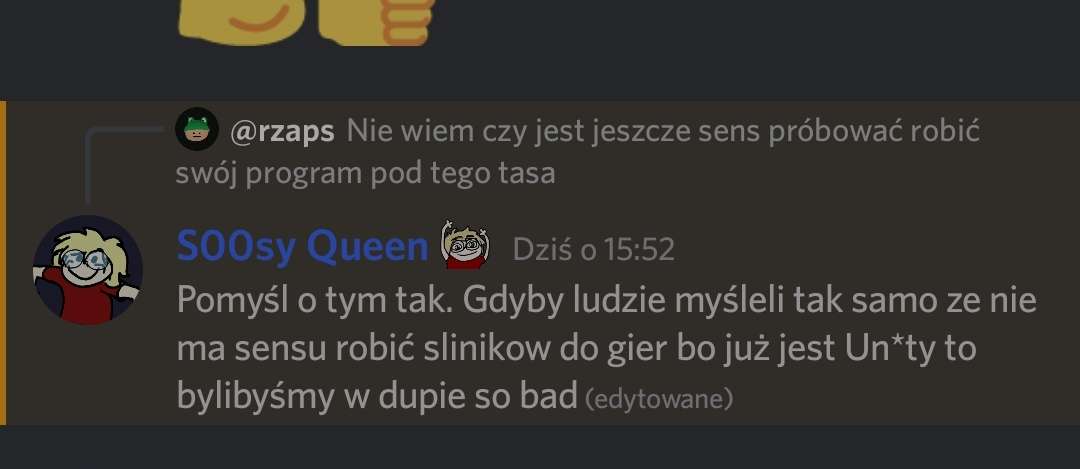 @rzaps Nie wiem czy jest jeszcze sens próbować robić
swój program pod tego tasa
S00sy Queen Dziś o 15:52
Pomyśl o tym tak. Gdyby ludzie myśleli tak samo ze nie
ma sensu robić slinikow do gier bo już jest Un*ty to
bylibyśmy w dupie so bad (edytowane)